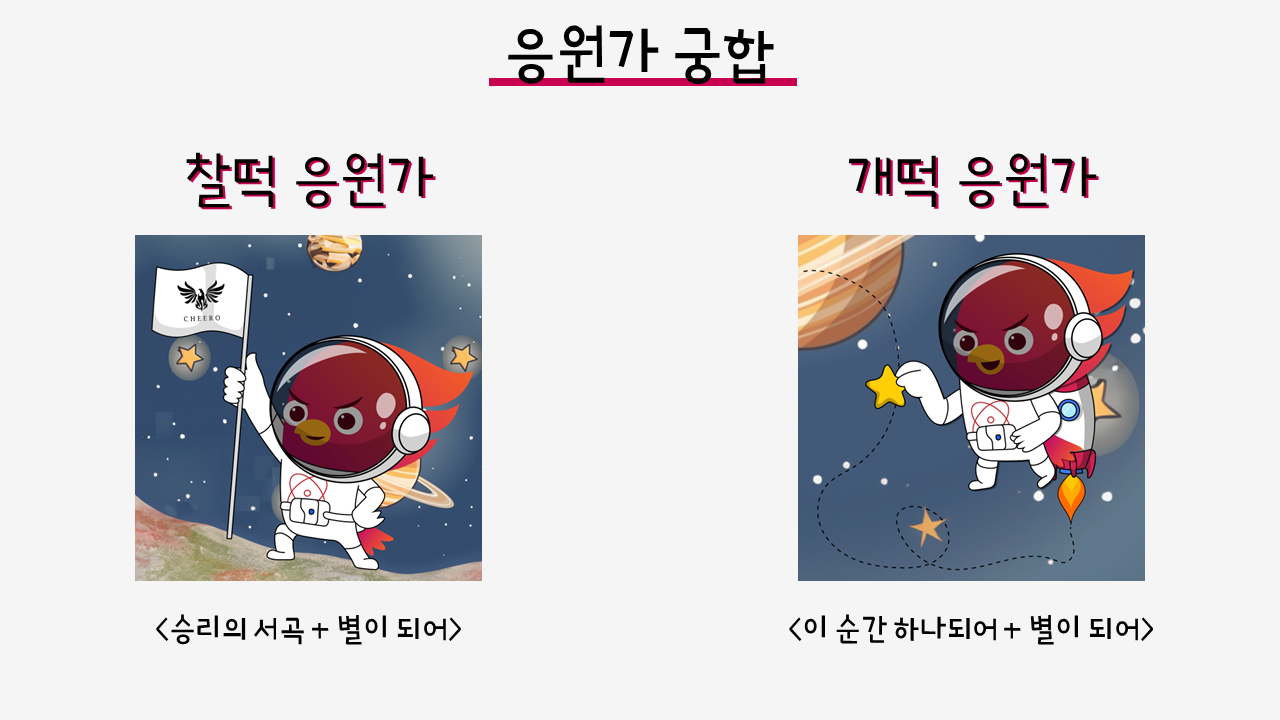 응원가 궁합
찰떡 응원가
개떡 응원가
CHEERO
<승리의 서곡 + 별이 되어>
<이 순간 하나되어 + 별이 되어>